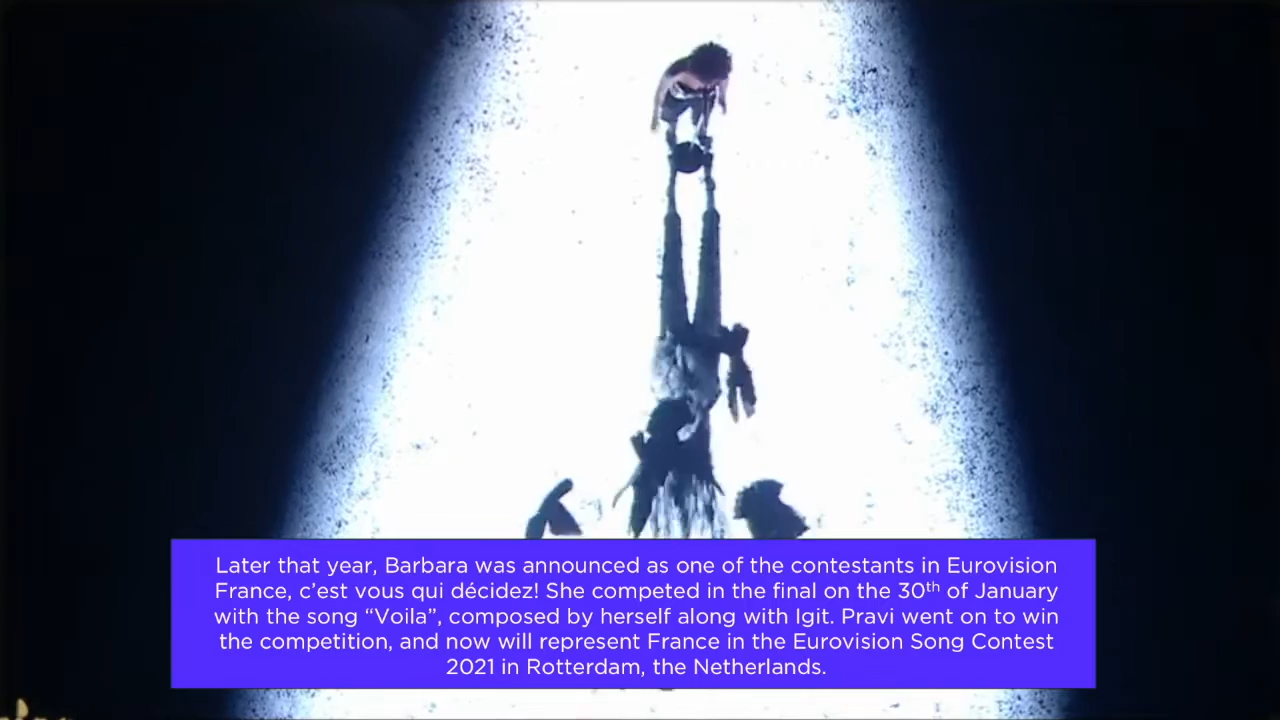 Later that year, Barbara was announced as one of the contestants in Eurovision
France, c’est vous qui décidez! She competed in the final on the 30th of January
with the song “Voila”, composed by herself along with Igit. Pravi went on to win
the competition, and now will represent France in the Eurovision Song Contest
2021 in Rotterdam, the Netherlands.